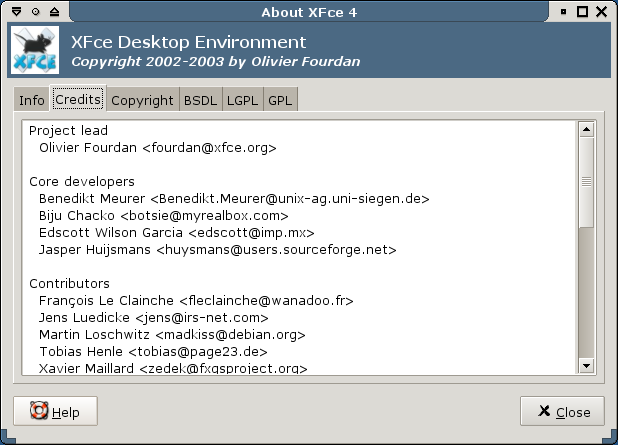 About XFce 4
XFCE
XFce Desktop Environment
Copyright 2002-2003 by Olivier Fourdan
Info Credits Copyright BSDL LGPL GPL
Project lead
Olivier Fourdan <fourdan@xfce.org>
Core developers
Benedikt Meurer <Benedikt.Meurer@unix-ag.uni-siegen.de>
Biju Chacko <botsie@myrealbox.com>
Edscott Wilson Garcia <edscott@imp.mx>
Jasper Huijsmans <huysmans@users.sourceforge.net>
Contributors
François Le Clainche <fleclainche@wanadoo.fr>
Jens Luedicke <jens@irs-net.com>
Martin Loschwitz <madkiss@debian.org>
Tobias Henle <tobias@page23.de>
Xavier Maillard <zedek@fxgsproject.org>
Help Close